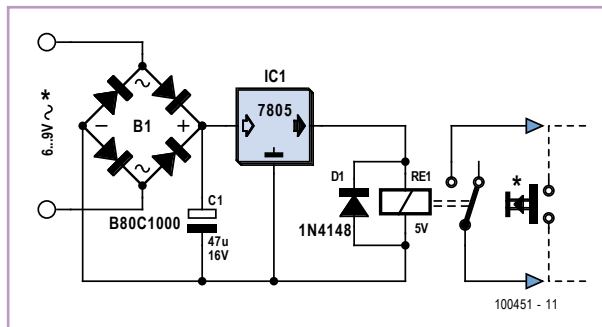 6...9V ~ *
~
B1
–
+
~
B80C1000
C1
47u
16V
IC1
7805
D1
1N4148
RE1
5V
*
100451 - 11